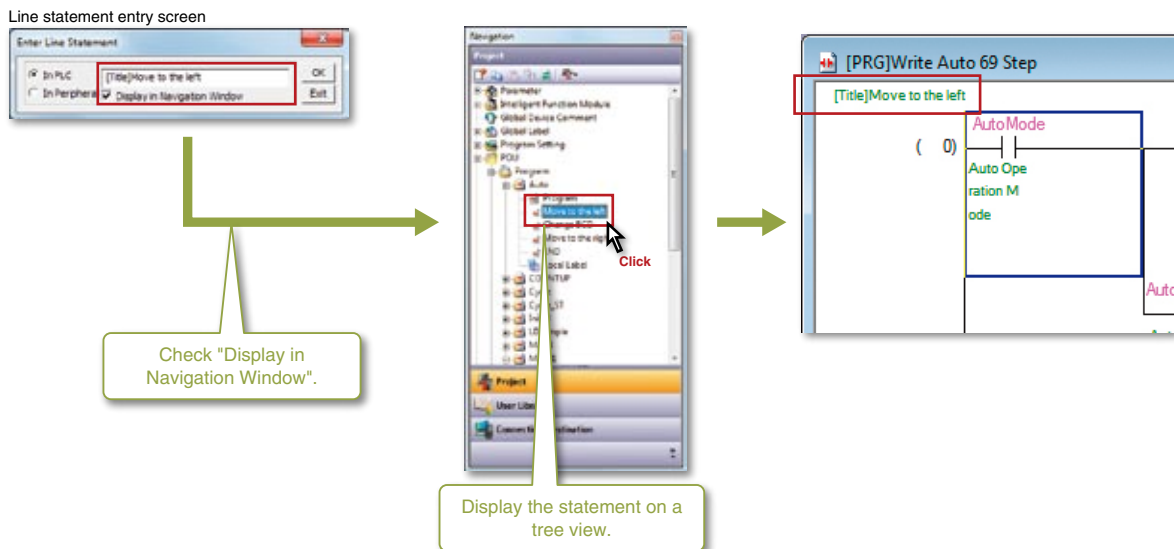 Line statement entry screen
Enter Line Statement
In PLC
[Title]Move to the left
OK
In Periphera
Display in Navigation Window
Exit
Check "Display in
Navigation Window".
Navigation
Project
Parameter
Intelligent Function Module
Global Device Comment
Global Label
Program Setting
POU
Program
Auto
Program
Move to the left
Move to the righ
Local Label
Click
Project
User Lib
Display the statement on a
tree view.
[PRG]Write Auto 69 Step
[Title]Move to the left
AutoMode
( 0)
Auto Ope
ration M
ode
Auto